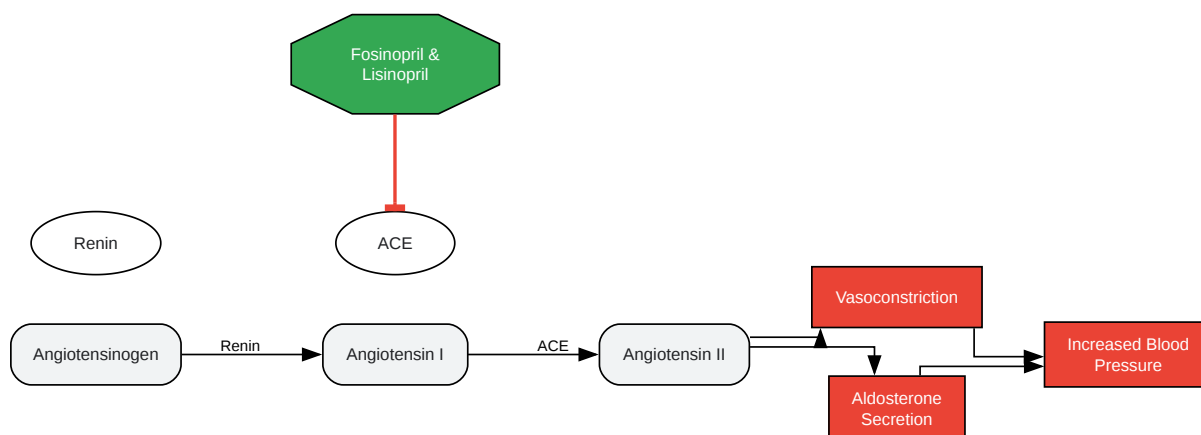 Fosinopril &
Lisinopril
Renin
ACE
Angiotensinogen
Renin
Angiotensin I
ACE
Angiotensin II
Vasoconstriction
Aldosterone
Secretion
Increased Blood
Pressure